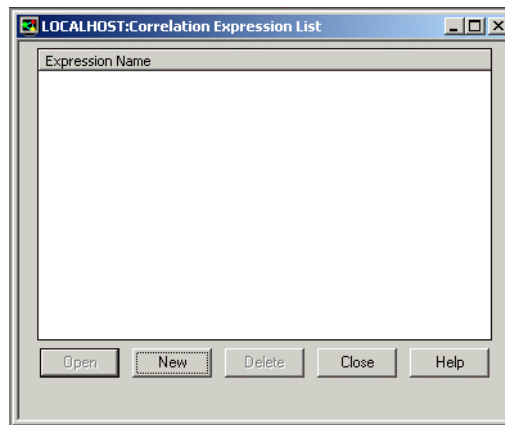 LOCALHOST:Correlation Expression List
Expression Name
Open New Delete Close Help